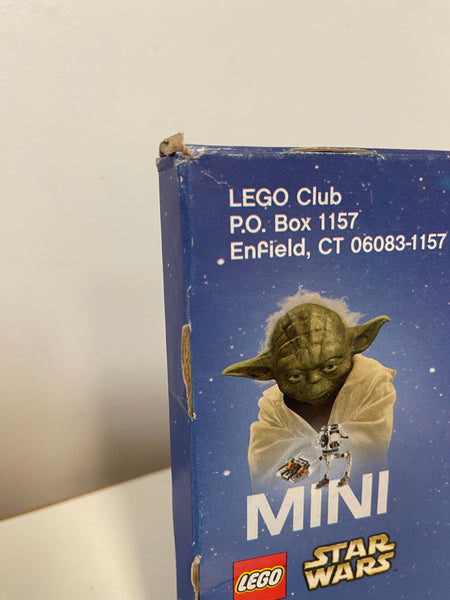 LEGO Club
P.O. Box 1157
Enfield, CT 06083-1157
MINI
LEGO
STAR
WARS